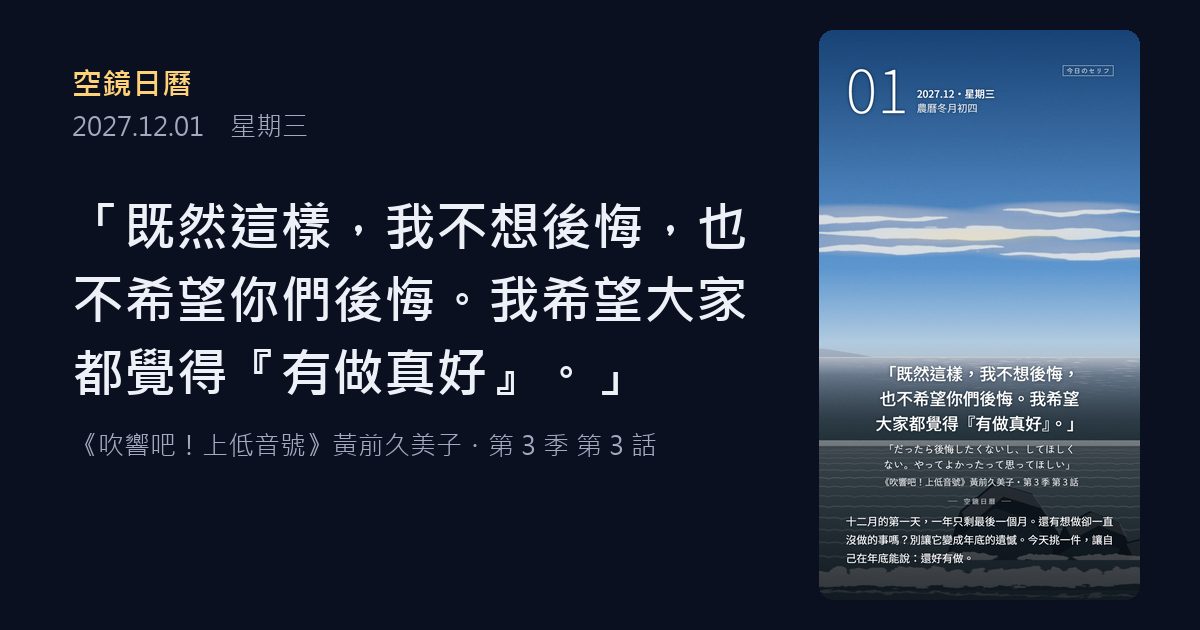 空鏡日曆
2027.12.01　星期三
「既然這樣，我不想後悔，也
不希望你們後悔。我希望大家
都覺得『有做真好』。」
《吹響吧！上低音號》黃前久美子・第 3 季 第 3 話
01
2027.12・星期三
農曆冬月初四
今日のセリフ
「既然這樣，我不想後悔，
也不希望你們後悔。我希望
大家都覺得『有做真好』。」
「だったら後悔したくないし、してほしく
ない。やってよかったって思ってほしい」
《吹響吧！上低音號》黃前久美子・第 3 季 第 3 話
— 空鏡日曆 —
十二月的第一天，一年只剩最後一個月。還有想做卻一直
沒做的事嗎？別讓它變成年底的遺憾。今天挑一件，讓自
己在年底能說：還好有做。